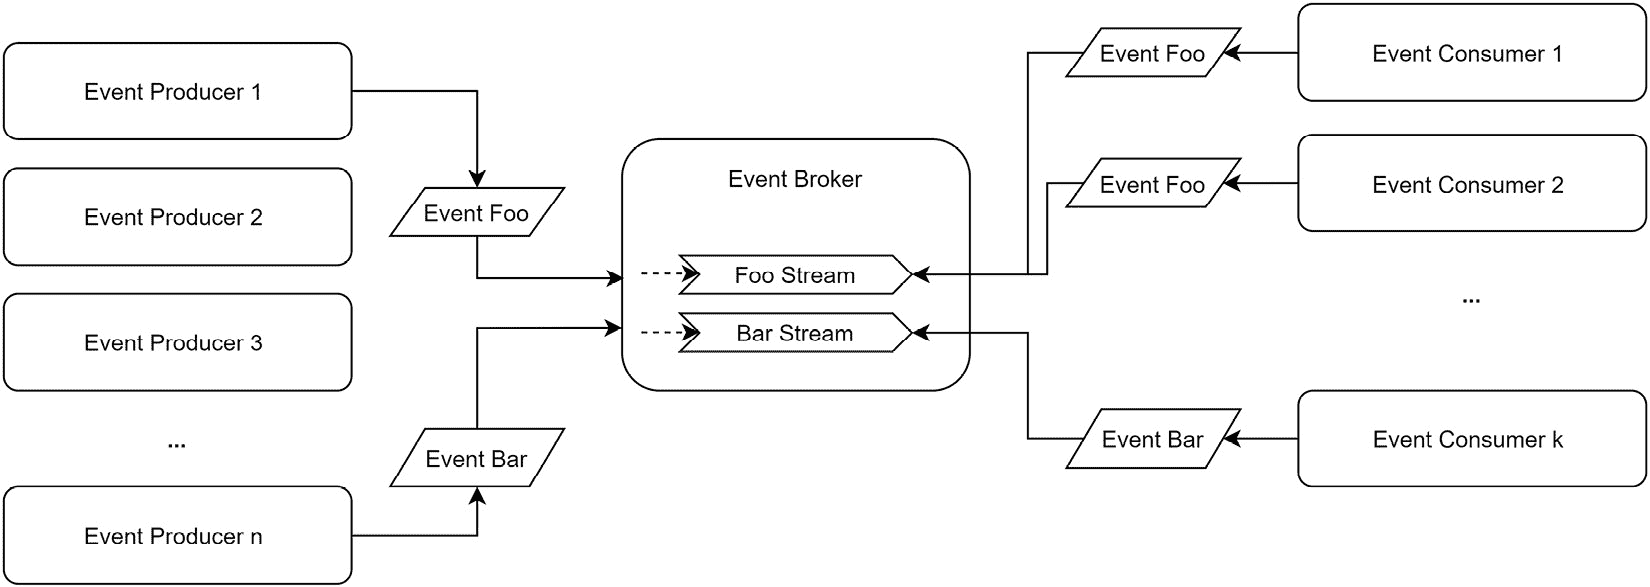 Event Producer 1
Event Producer 2
Event Producer 3
...
Event Producer n
Event Foo
Event Bar
Event Broker
Foo Stream
Bar Stream
Event Foo
Event Foo
Event Bar
Event Consumer 1
Event Consumer 2
...
Event Consumer k